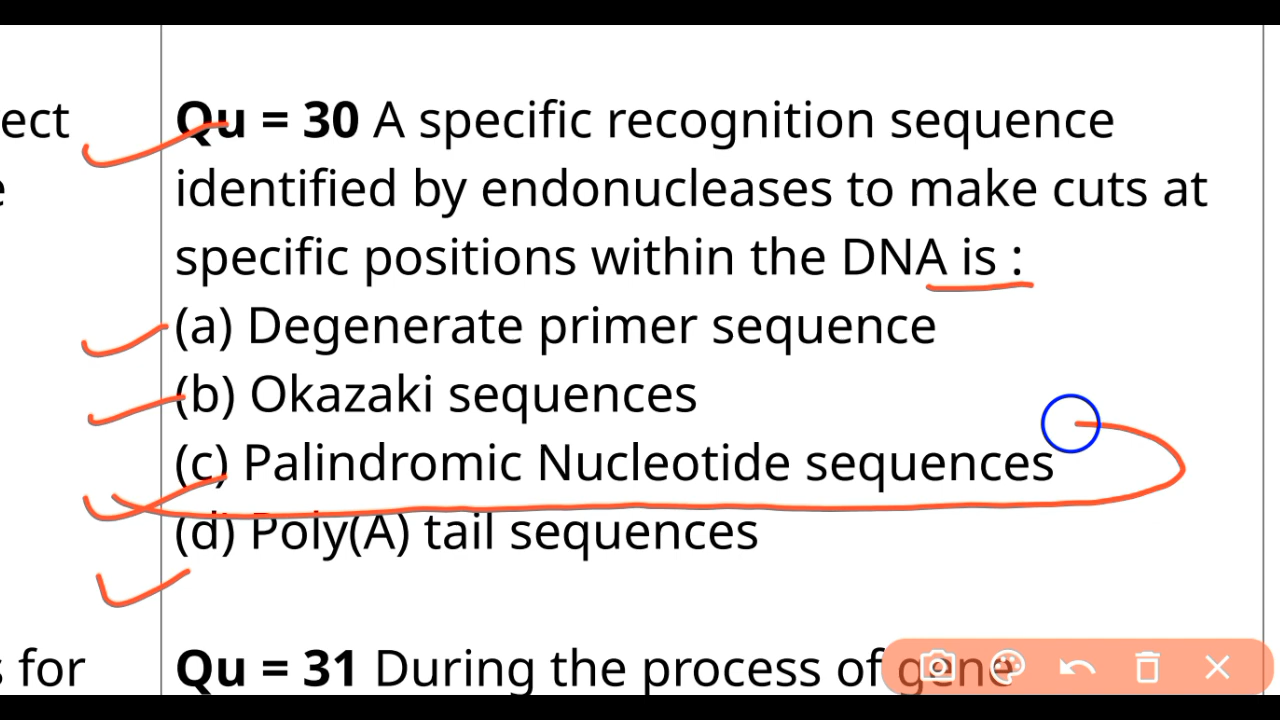 ect
Qu = 30 A specific recognition sequence
e
identified by endonucleases to make cuts at
specific positions within the DNA is :
(a) Degenerate primer sequence
(b) Okazaki sequences
(c) Palindromic Nucleotide sequences
(d) Poly(A) tail sequences
s for
Qu = 31 During the process of gene